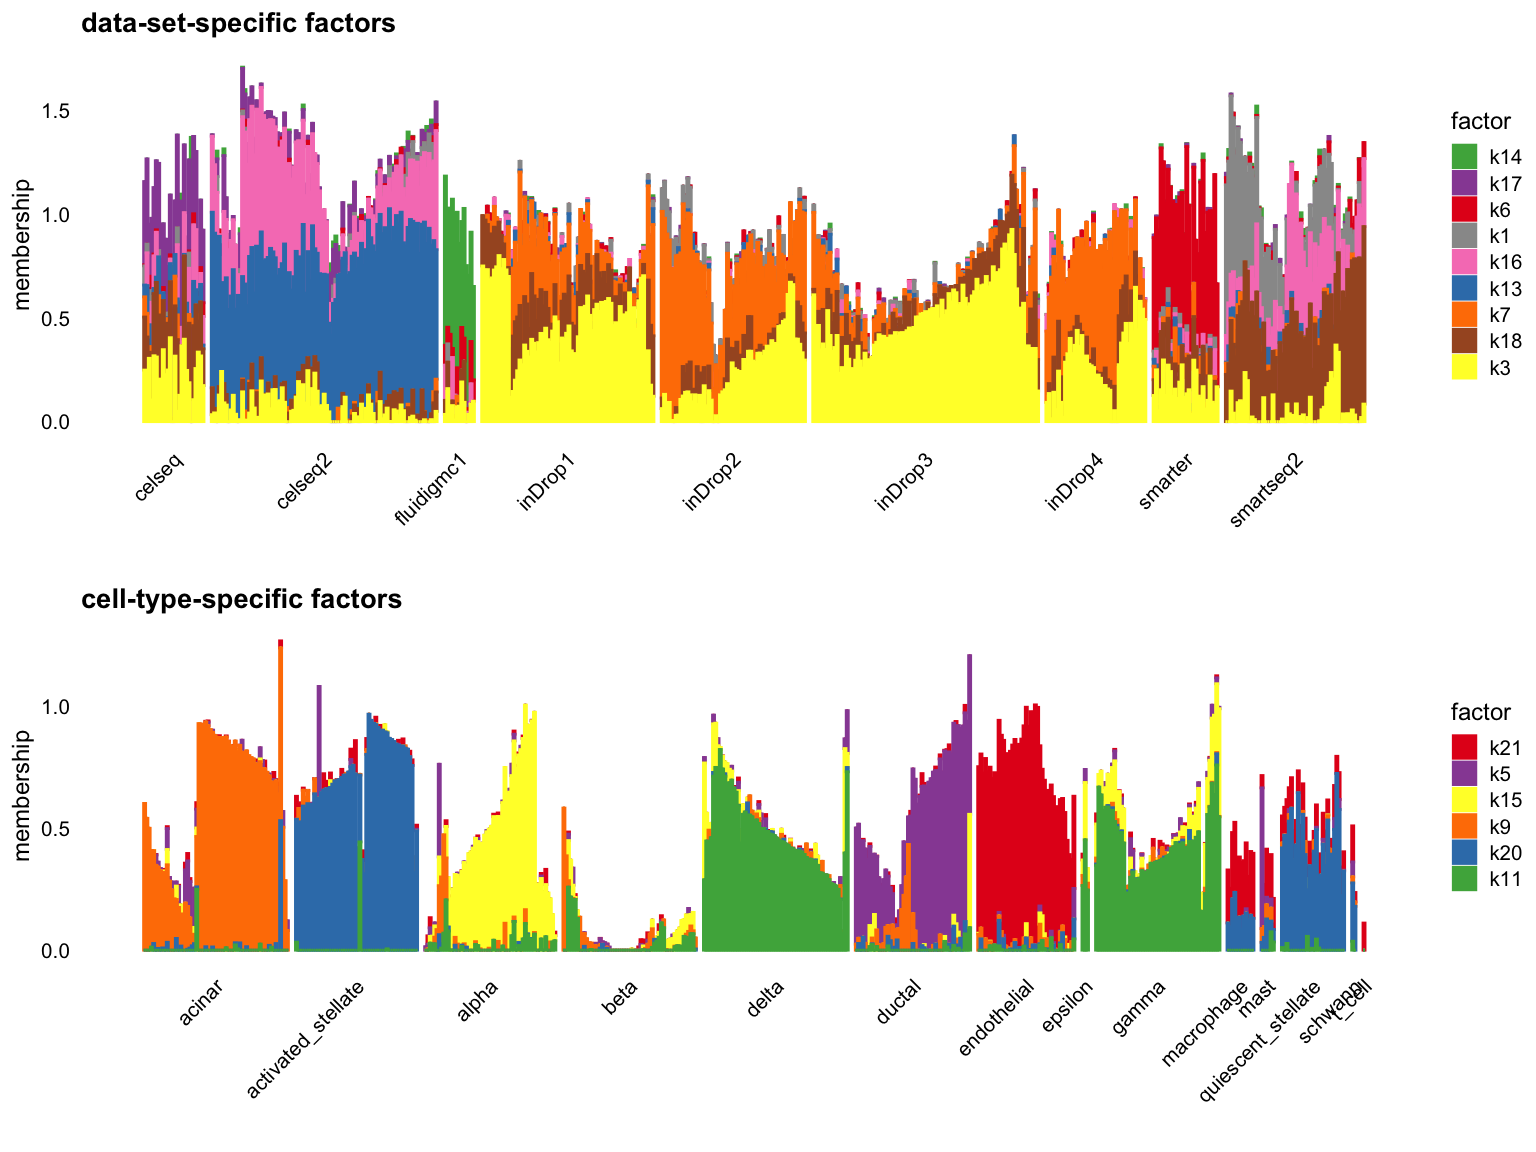 data-set-specific factors
membership
1.5
1.0
0.5
0.0
celseq
celseq2
fluidigmc1
inDrop1
inDrop2
inDrop3
inDrop4
smarter
smartseq2
factor
k14
k17
k6
k1
k16
k13
k7
k18
k3
cell-type-specific factors
membership
1.0
0.5
0.0
acinar
activated_stellate
alpha
beta
delta
ductal
endothelial
epsilon
gamma
macrophage
mast
quiescent_stellate
schwann
t_cell
factor
k21
k5
k15
k9
k20
k11